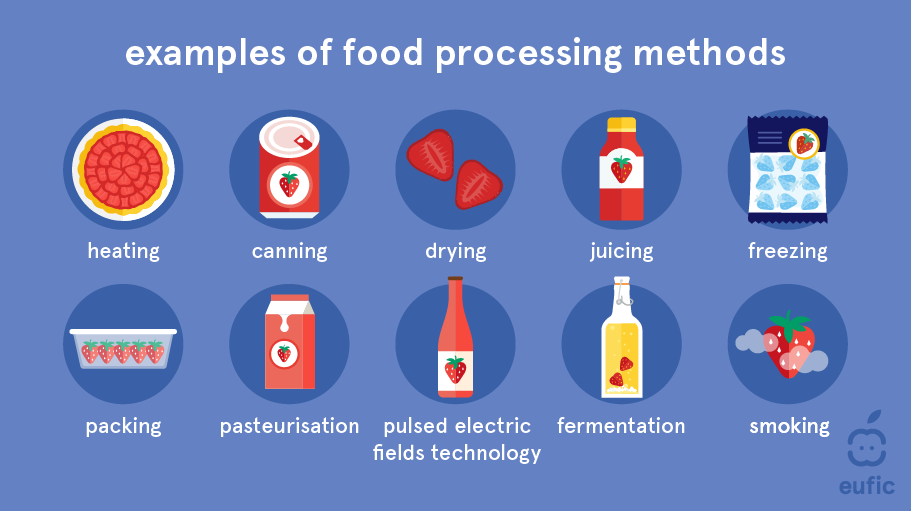 examples of food processing methods
heating
canning
drying
juicing
freezing
packing
pasteurisation
pulsed electric
fields technology
fermentation
smoking
eufic